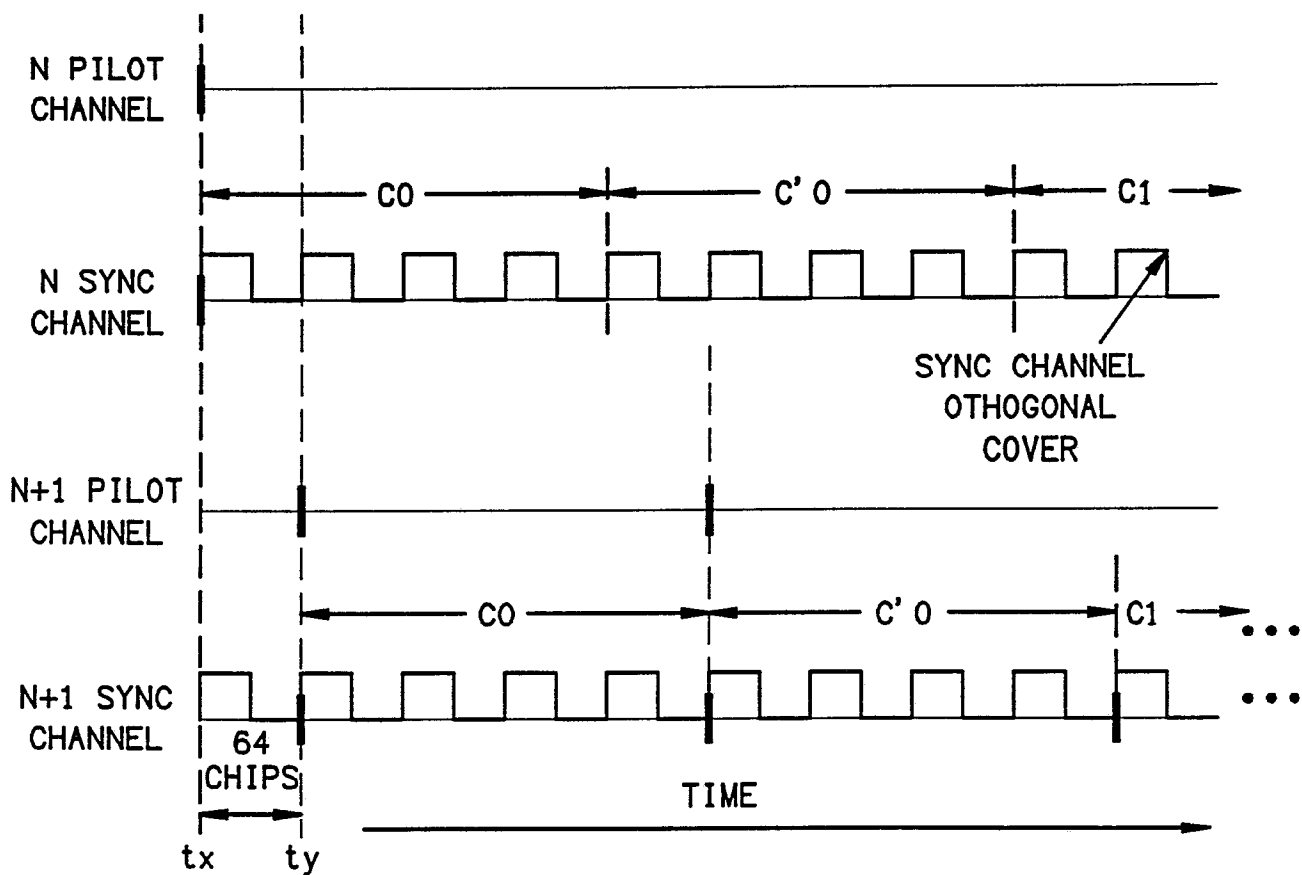 N PILOT
CHANNEL
C0
C'0
C1
N SYNC
CHANNEL
SYNC CHANNEL
OTHOGONAL
COVER
N+1 PILOT
CHANNEL
C0
C'0
C1
N+1 SYNC
CHANNEL
64
CHIPS
TIME
tx
ty